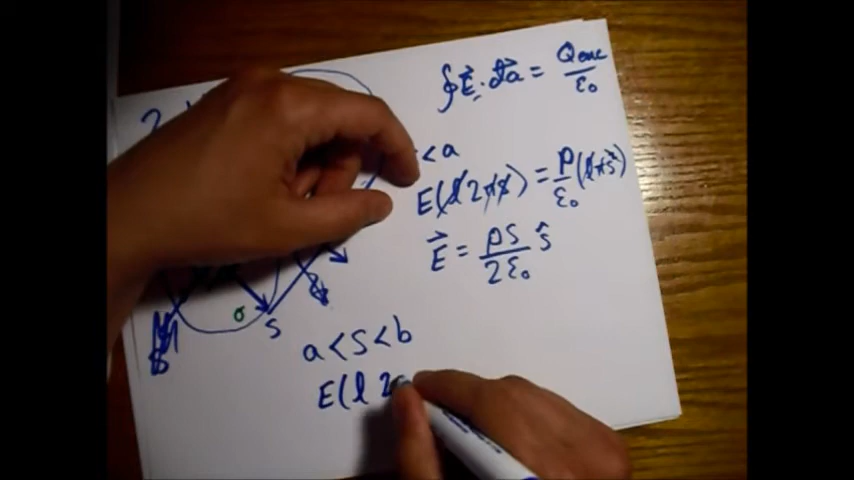 ∮E⃗·da⃗ = Qenc/ε₀
< a
E(l2πs) = ρ/ε₀ (lπs²)
E⃗ = ρs/2ε₀ ŝ
σ
s
b
a < s < b
E(l 2